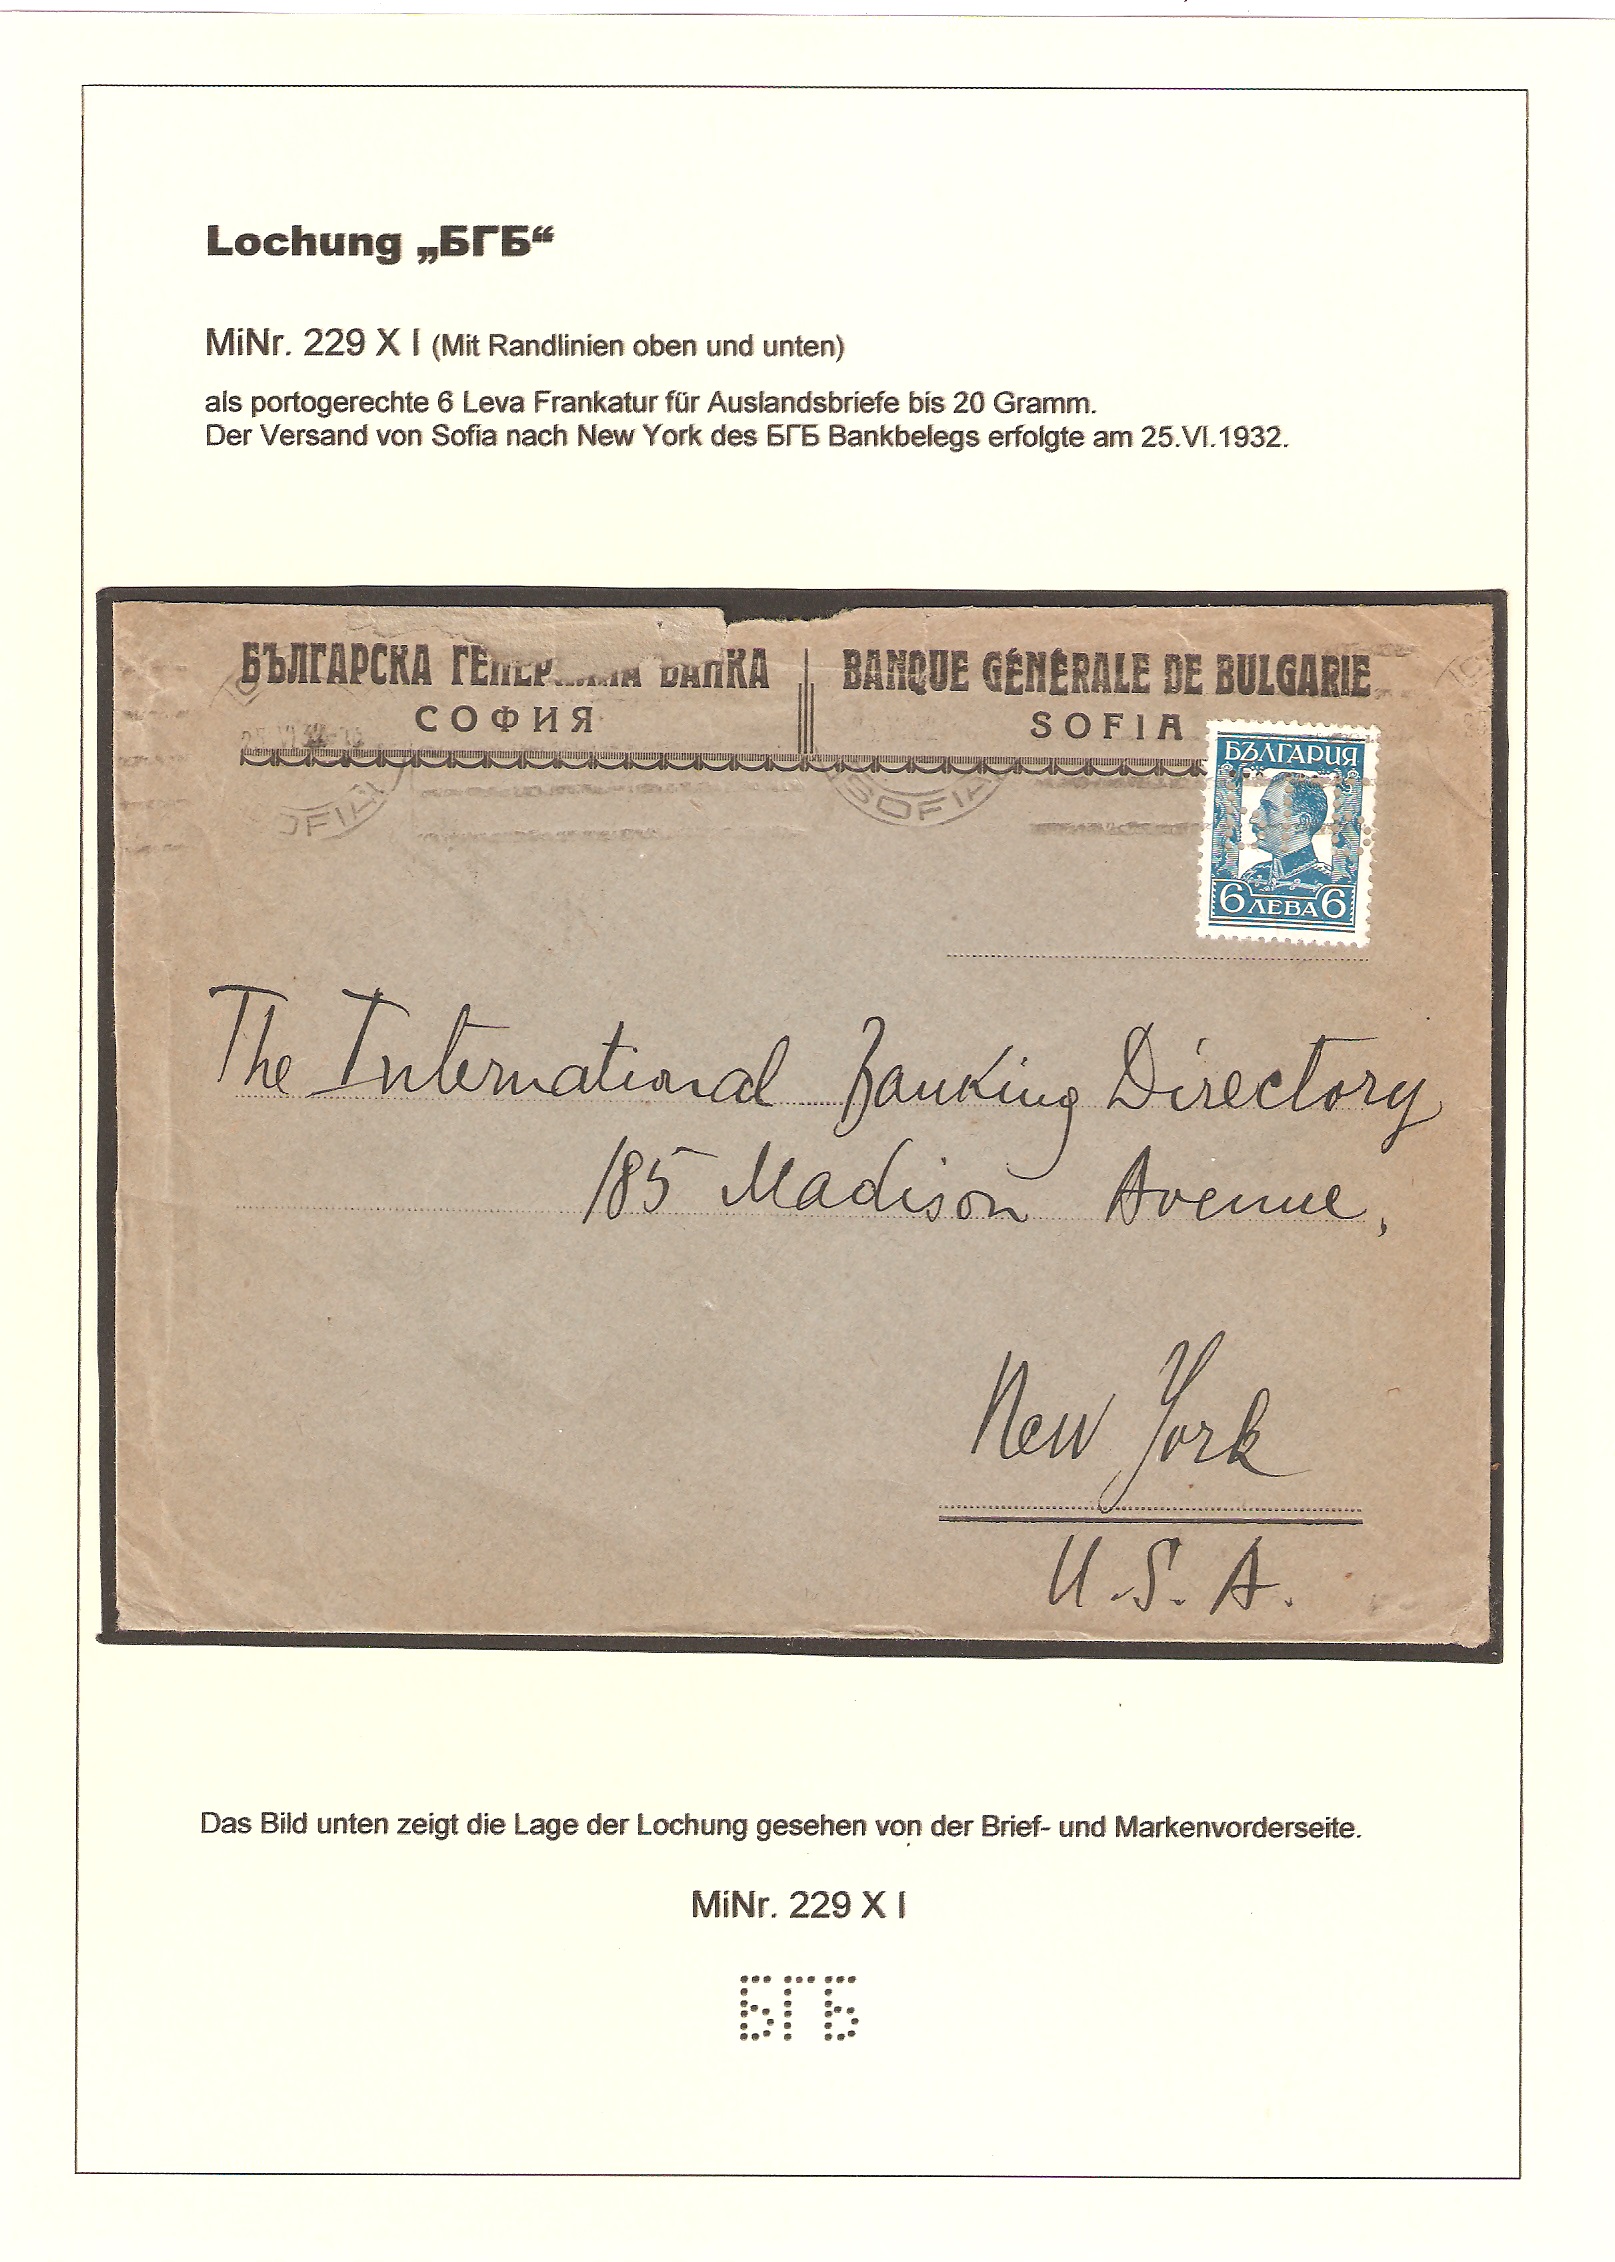 Lochung „БГБ“
MiNr. 229 X I (Mit Randlinien oben und unten)
als portogerechte 6 Leva Frankatur für Auslandsbriefe bis 20 Gramm.
Der Versand von Sofia nach New York des БГБ Bankbelegs erfolgte am 25.VI.1932.
БЪЛГАРСКА ГЕНЕРАЛНА БАНКА
СОФИЯ
BANQUE GÉNÉRALE DE BULGARIE
SOFIA
БЪЛГАРИЯ
6 ЛЕВА 6
SOFIA
The International Banking Directory
185 Madison Avenue,
New York
U.S.A.
Das Bild unten zeigt die Lage der Lochung gesehen von der Brief- und Markenvorderseite.
MiNr. 229 X I
БГБ